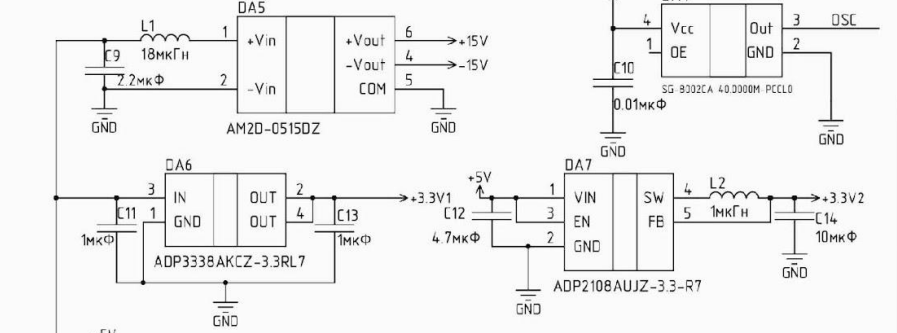 DA5
L1
1
+Vin
+Vout
6
+15V
18мкГн
C9
-Vout
4
-15V
2.2мкФ
2
-Vin
COM
5
GND
AM2D-0515DZ
GND
4
Vcc
Out
3
OSC
1
OE
GND
2
C10
0.01мкФ
SG-8002CA 40.0000M-PCCL0
GND
GND
DA6
3
IN
OUT
2
+3.3V1
C11
1
GND
OUT
4
C13
1мкФ
1мкФ
ADP3338AKCZ-3.3RL7
GND
DA7
+5V
1
VIN
SW
4
L2
+3.3V2
C12
3
EN
FB
5
1мкГн
C14
4.7мкФ
2
GND
10мкФ
ADP2108AUJZ-3.3-R7
GND
GND